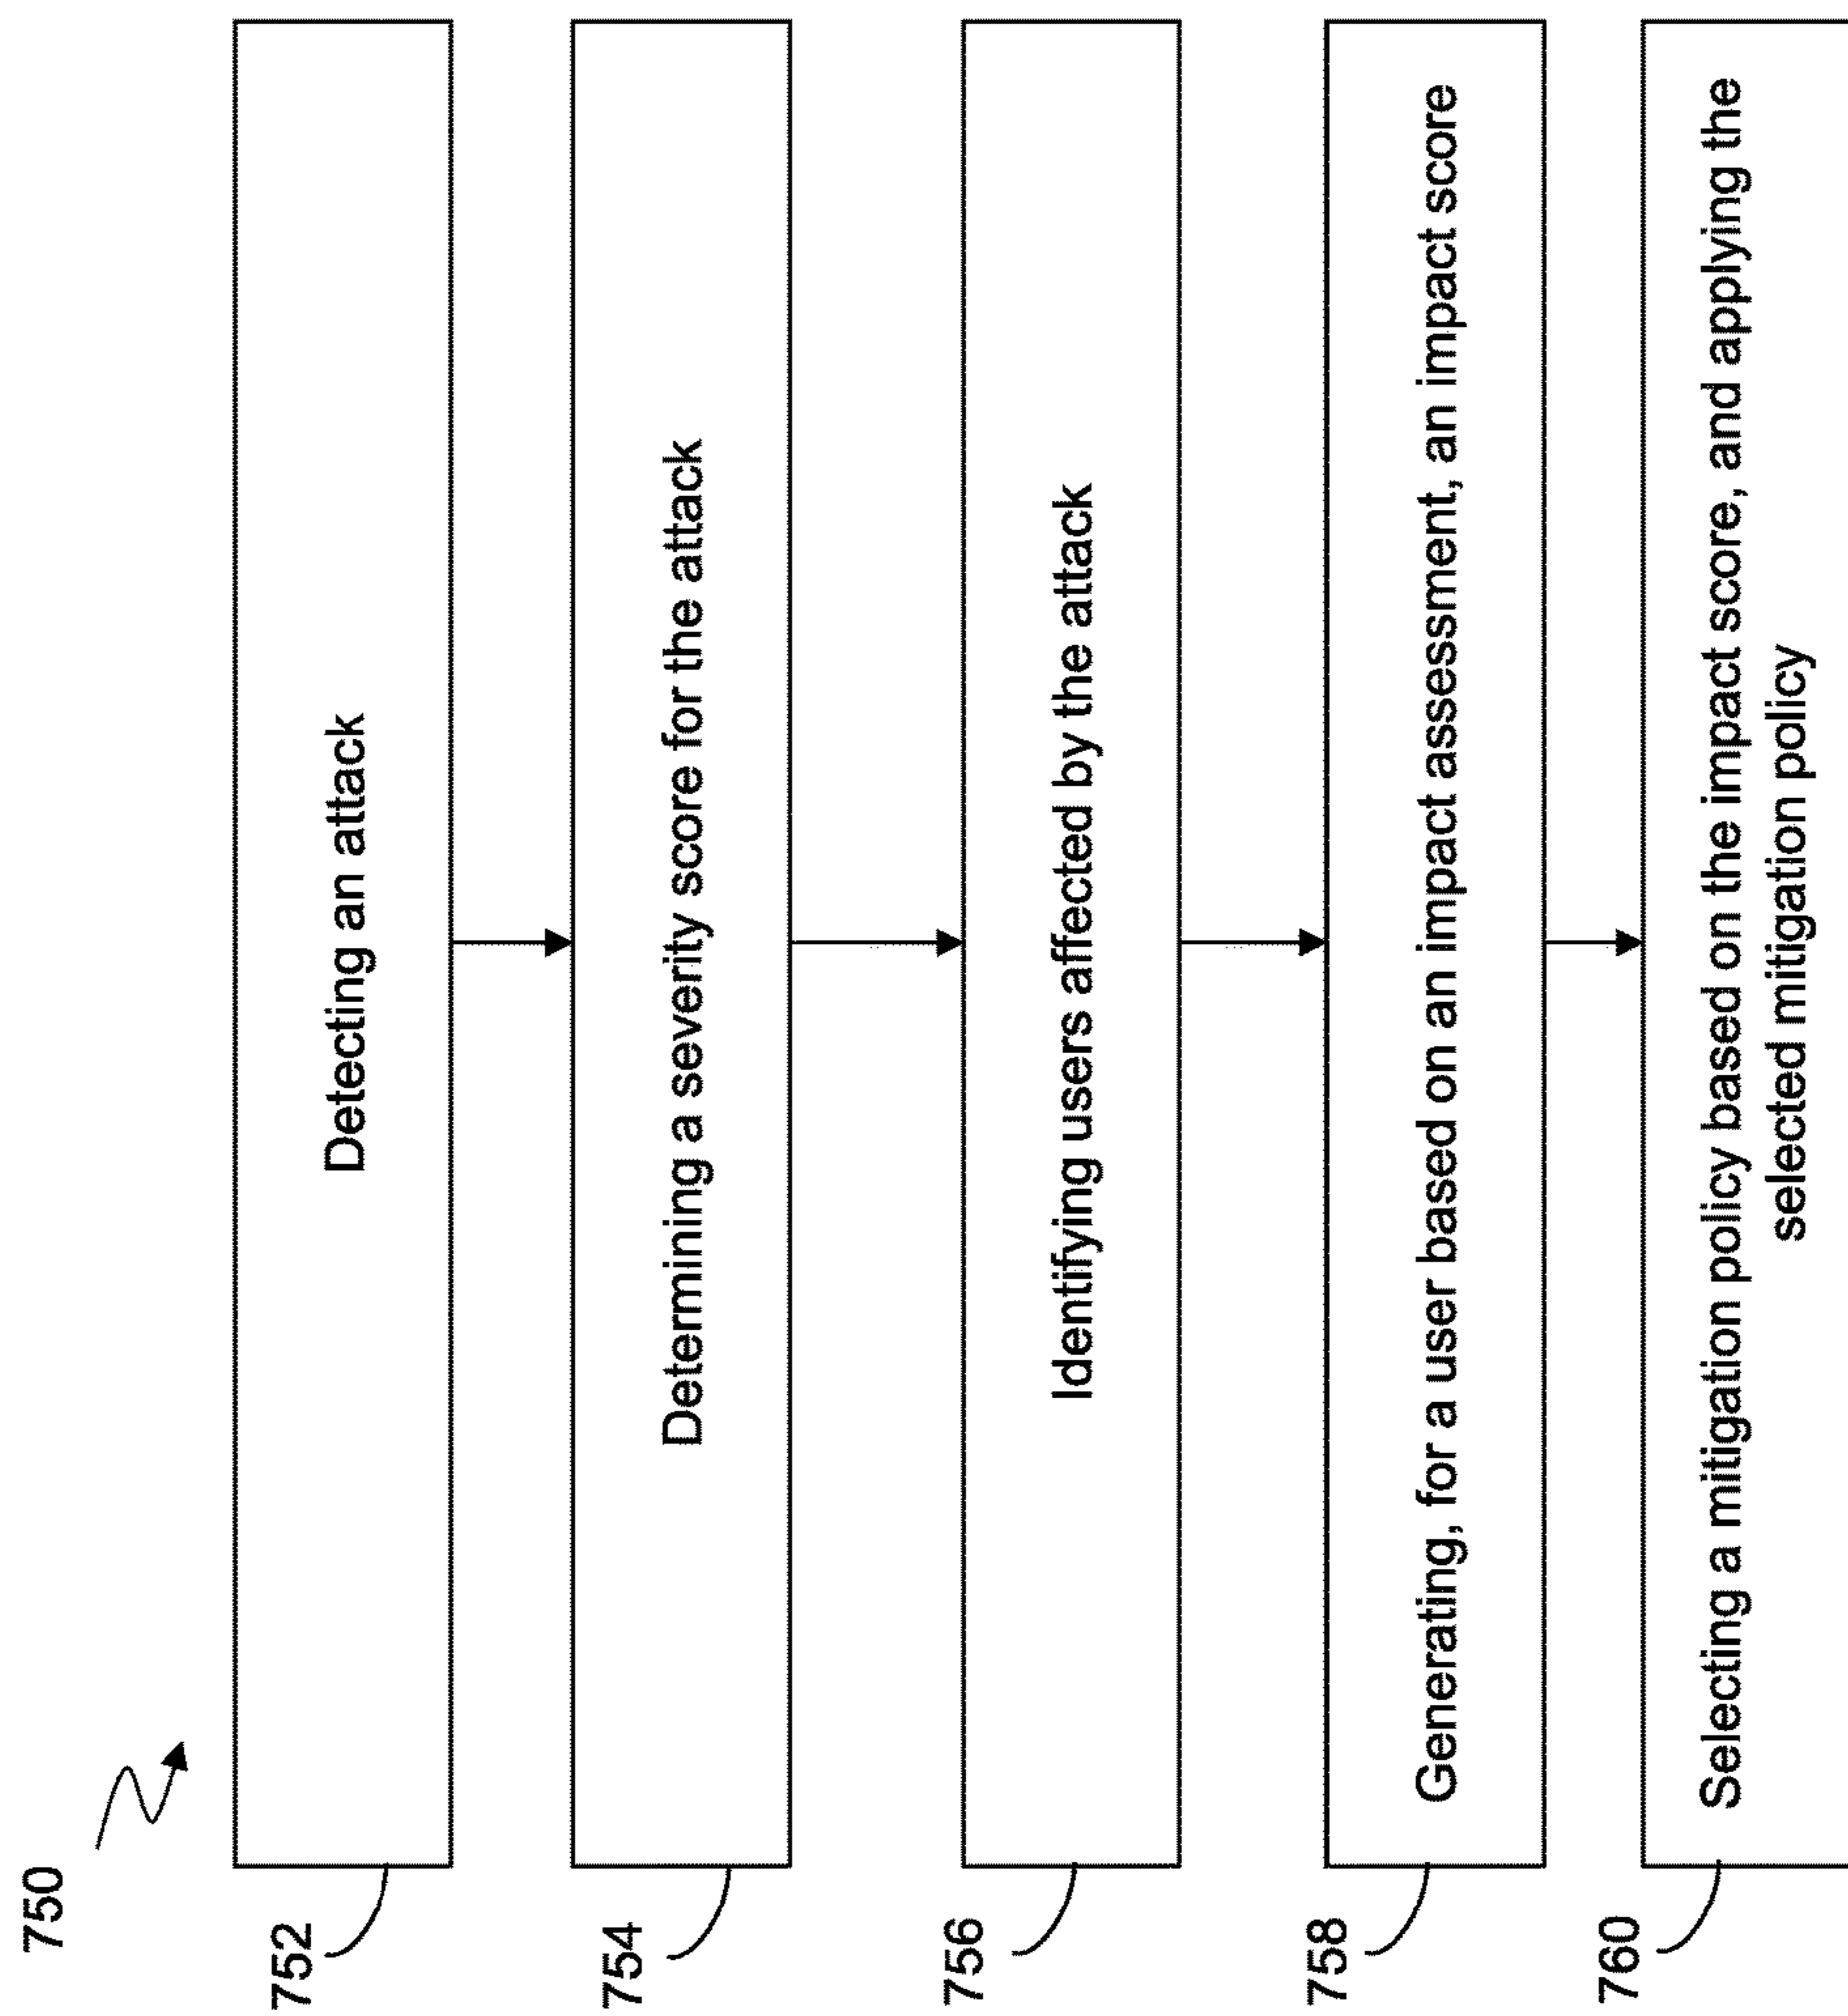 750
752
Detecting an attack
754
Determining a severity score for the attack
756
Identifying users affected by the attack
758
Generating, for a user based on an impact assessment, an impact score
760
Selecting a mitigation policy based on the impact score, and applying the
selected mitigation policy